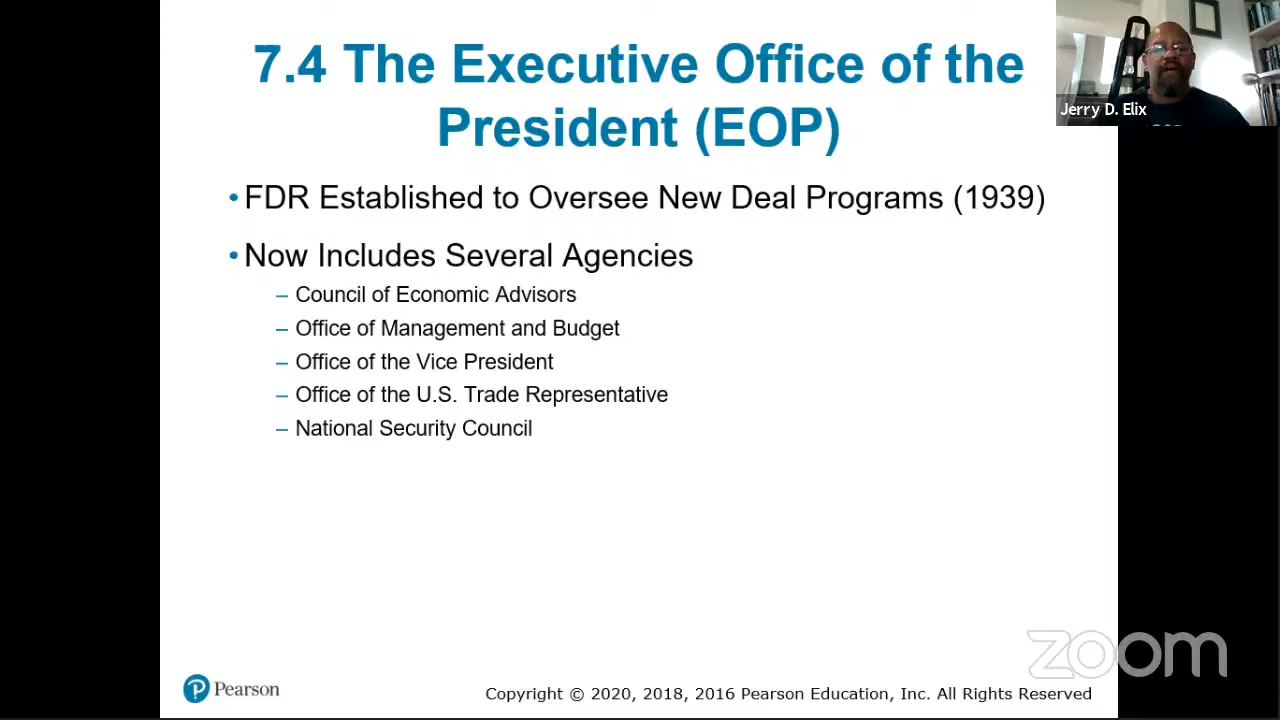 7.4 The Executive Office of the
President (EOP)
Jerry D. Elix
• FDR Established to Oversee New Deal Programs (1939)
• Now Includes Several Agencies
– Council of Economic Advisors
– Office of Management and Budget
– Office of the Vice President
– Office of the U.S. Trade Representative
– National Security Council
zoom
P Pearson
Copyright © 2020, 2018, 2016 Pearson Education, Inc. All Rights Reserved